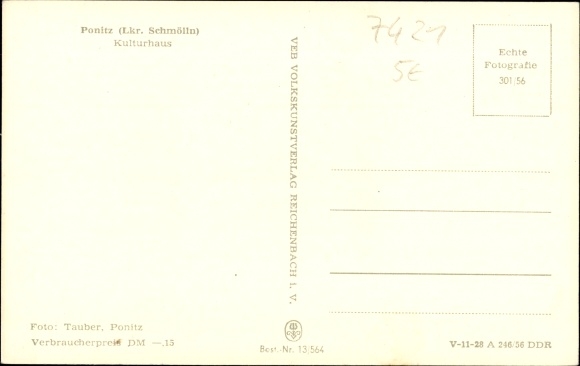 Ponitz (Lkr. Schmölln)
Kulturhaus
7421
5€
Echte
Fotografie
301/56
VEB VOLKSKUNSTVERLAG REICHENBACH i. V.
Foto: Tauber, Ponitz
Verbraucherpreis DM —.15
Best.-Nr. 13/564
V-11-28 A 246/56 DDR